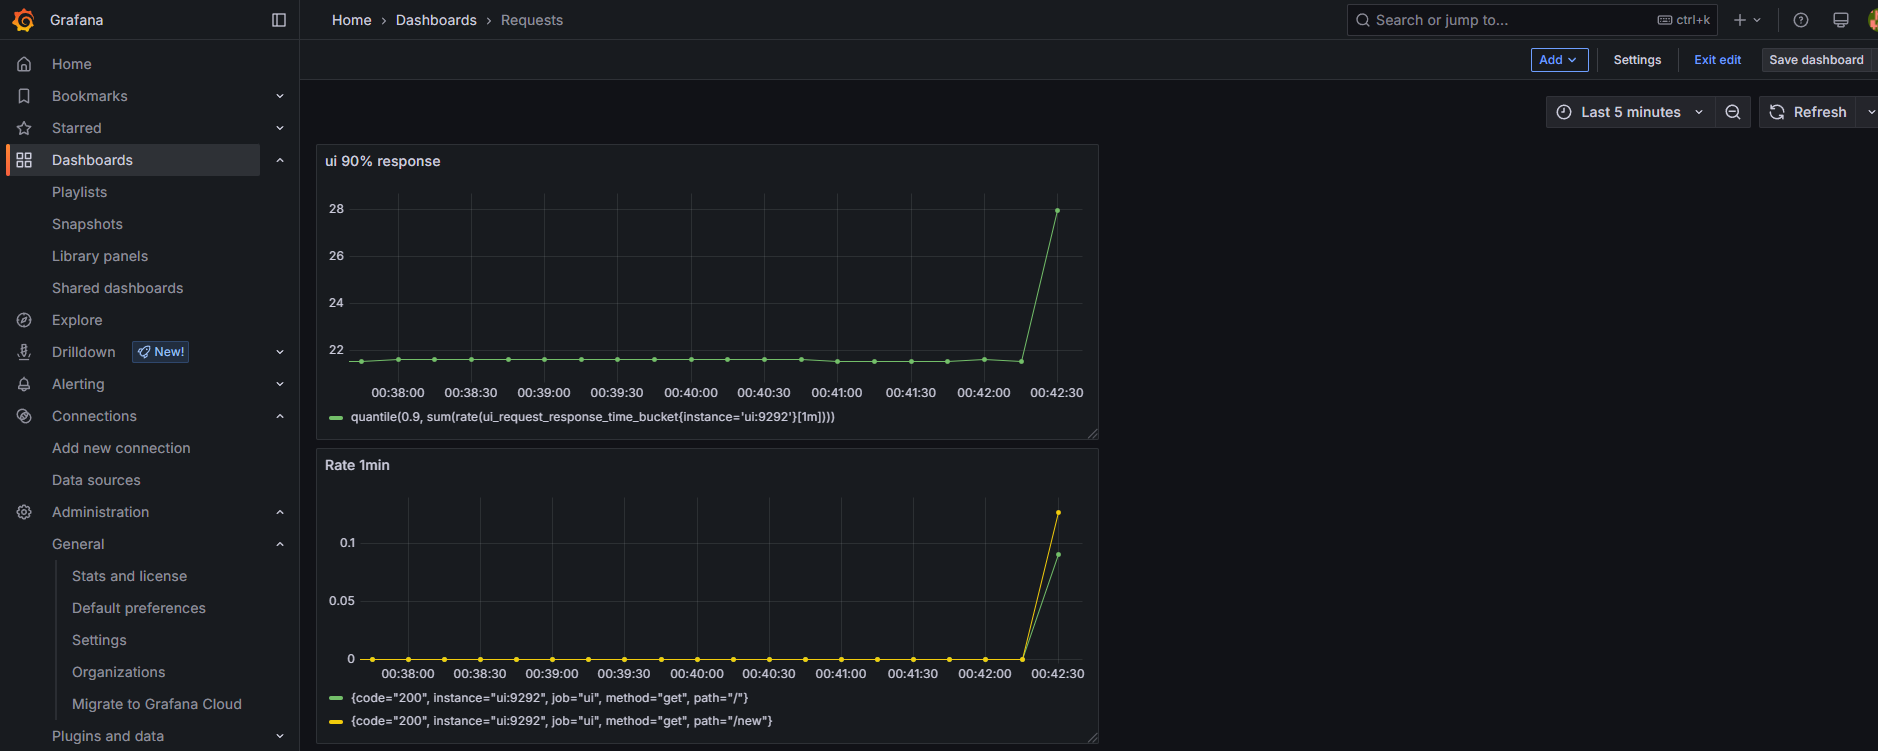 Grafana
Home › Dashboards › Requests
Search or jump to... ctrl+k
Add Settings Exit edit Save dashboard
Last 5 minutes Refresh
Home
Bookmarks
Starred
Dashboards
Playlists
Snapshots
Library panels
Shared dashboards
Explore
Drilldown New!
Alerting
Connections
Add new connection
Data sources
Administration
General
Stats and license
Default preferences
Settings
Organizations
Migrate to Grafana Cloud
Plugins and data
ui 90% response
28
26
24
22
00:38:00 00:38:30 00:39:00 00:39:30 00:40:00 00:40:30 00:41:00 00:41:30 00:42:00 00:42:30
quantile(0.9, sum(rate(ui_request_response_time_bucket{instance='ui:9292'}[1m])))
Rate 1min
0.1
0.05
0
00:38:00 00:38:30 00:39:00 00:39:30 00:40:00 00:40:30 00:41:00 00:41:30 00:42:00 00:42:30
{code="200", instance="ui:9292", job="ui", method="get", path="/"}
{code="200", instance="ui:9292", job="ui", method="get", path="/new"}